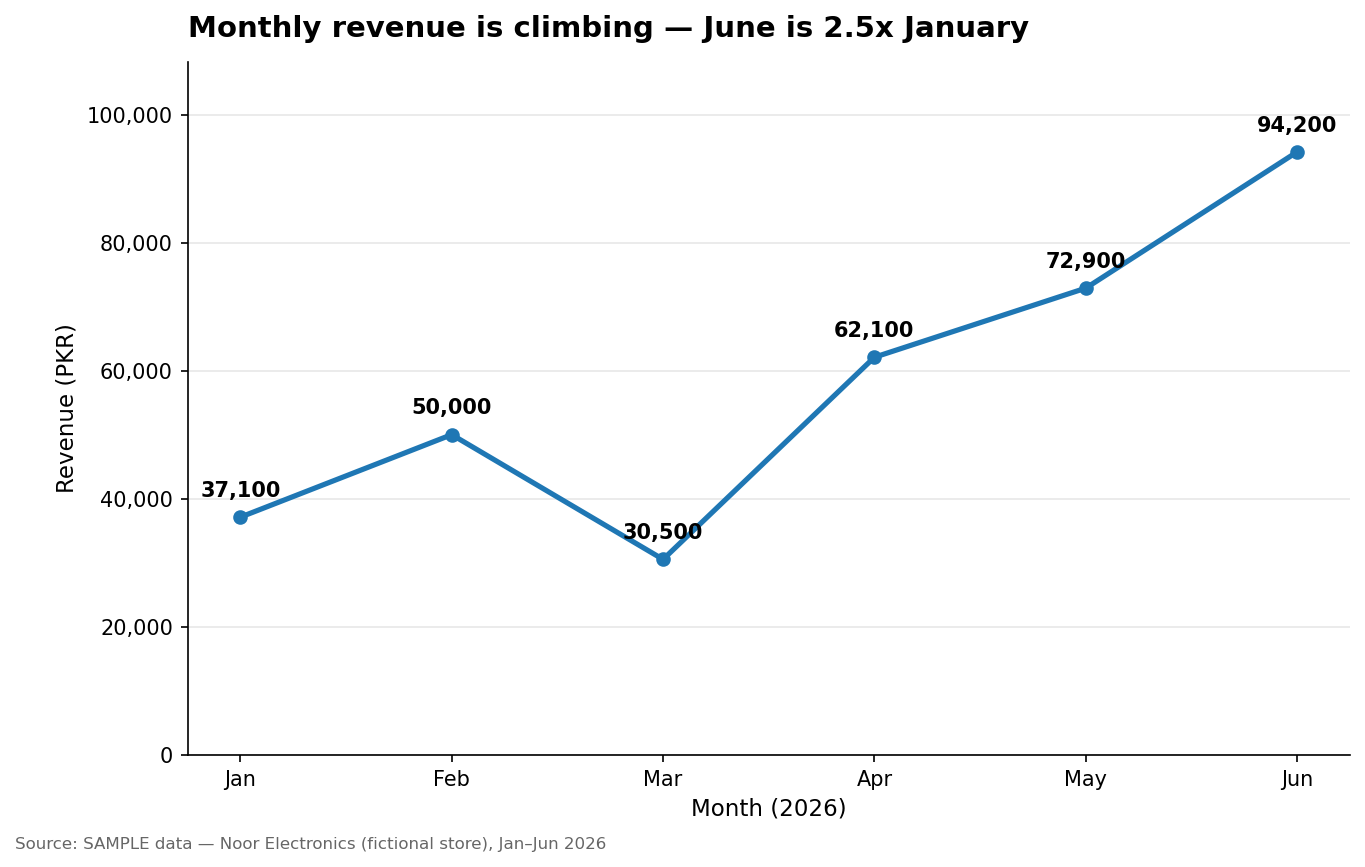 Monthly revenue is climbing — June is 2.5x January
100,000
80,000
60,000
40,000
20,000
0
Revenue (PKR)
37,100
50,000
30,500
62,100
72,900
94,200
Jan
Feb
Mar
Apr
May
Jun
Month (2026)
Source: SAMPLE data — Noor Electronics (fictional store), Jan–Jun 2026